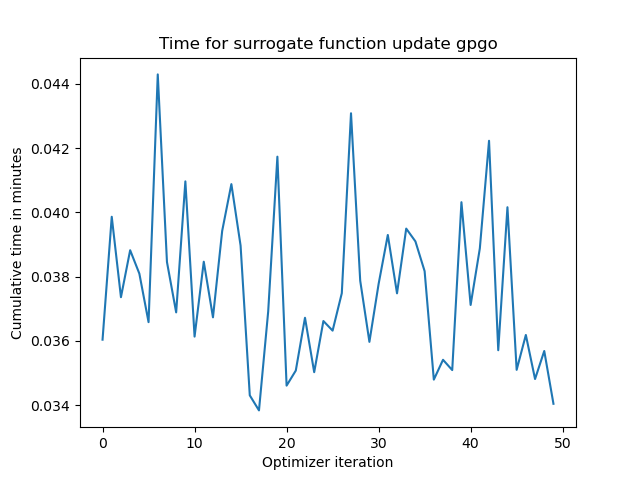 Time for surrogate function update gpgo
0.044
0.042
0.040
0.038
0.036
0.034
Cumulative time in minutes
0 10 20 30 40 50
Optimizer iteration